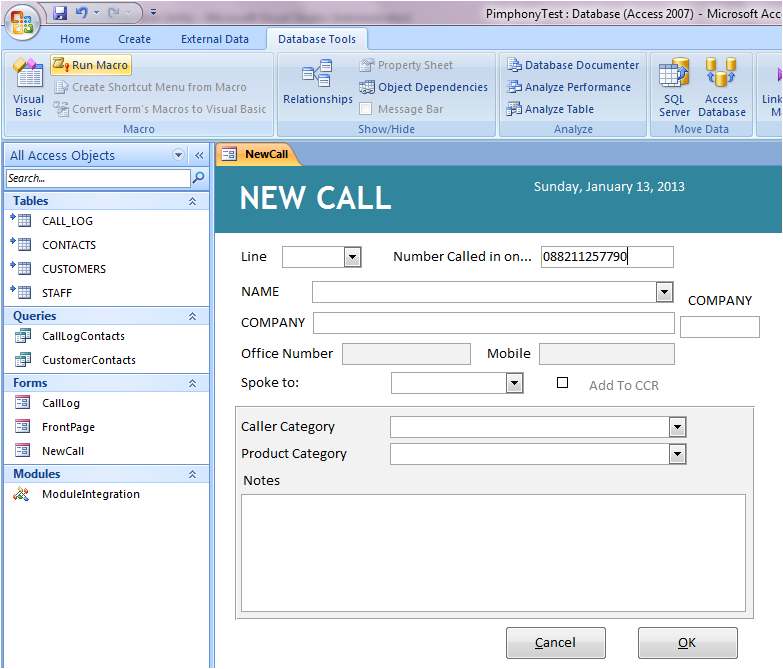 PimphonyTest : Database (Access 2007) - Microsoft Acce
Home Create External Data Database Tools
Run Macro
Create Shortcut Menu from Macro
Convert Form's Macros to Visual Basic
Visual Basic
Macro
Relationships
Property Sheet
Object Dependencies
Message Bar
Show/Hide
Database Documenter
Analyze Performance
Analyze Table
Analyze
SQL Server
Access Database
Move Data
All Access Objects
Search...
Tables
CALL_LOG
CONTACTS
CUSTOMERS
STAFF
Queries
CallLogContacts
CustomerContacts
Forms
CallLog
FrontPage
NewCall
Modules
ModuleIntegration
NewCall
NEW CALL
Sunday, January 13, 2013
Line
Number Called in on... 088211257790
NAME
COMPANY
COMPANY
Office Number Mobile
Spoke to: Add To CCR
Caller Category
Product Category
Notes
Cancel OK